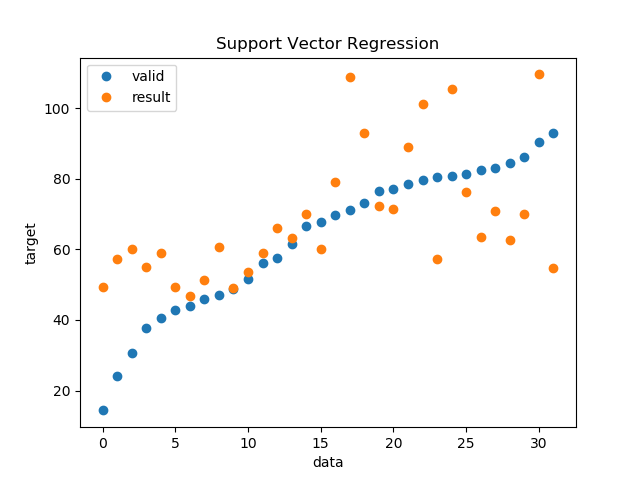 Support Vector Regression
valid
result
target
100
80
60
40
20
0 5 10 15 20 25 30
data